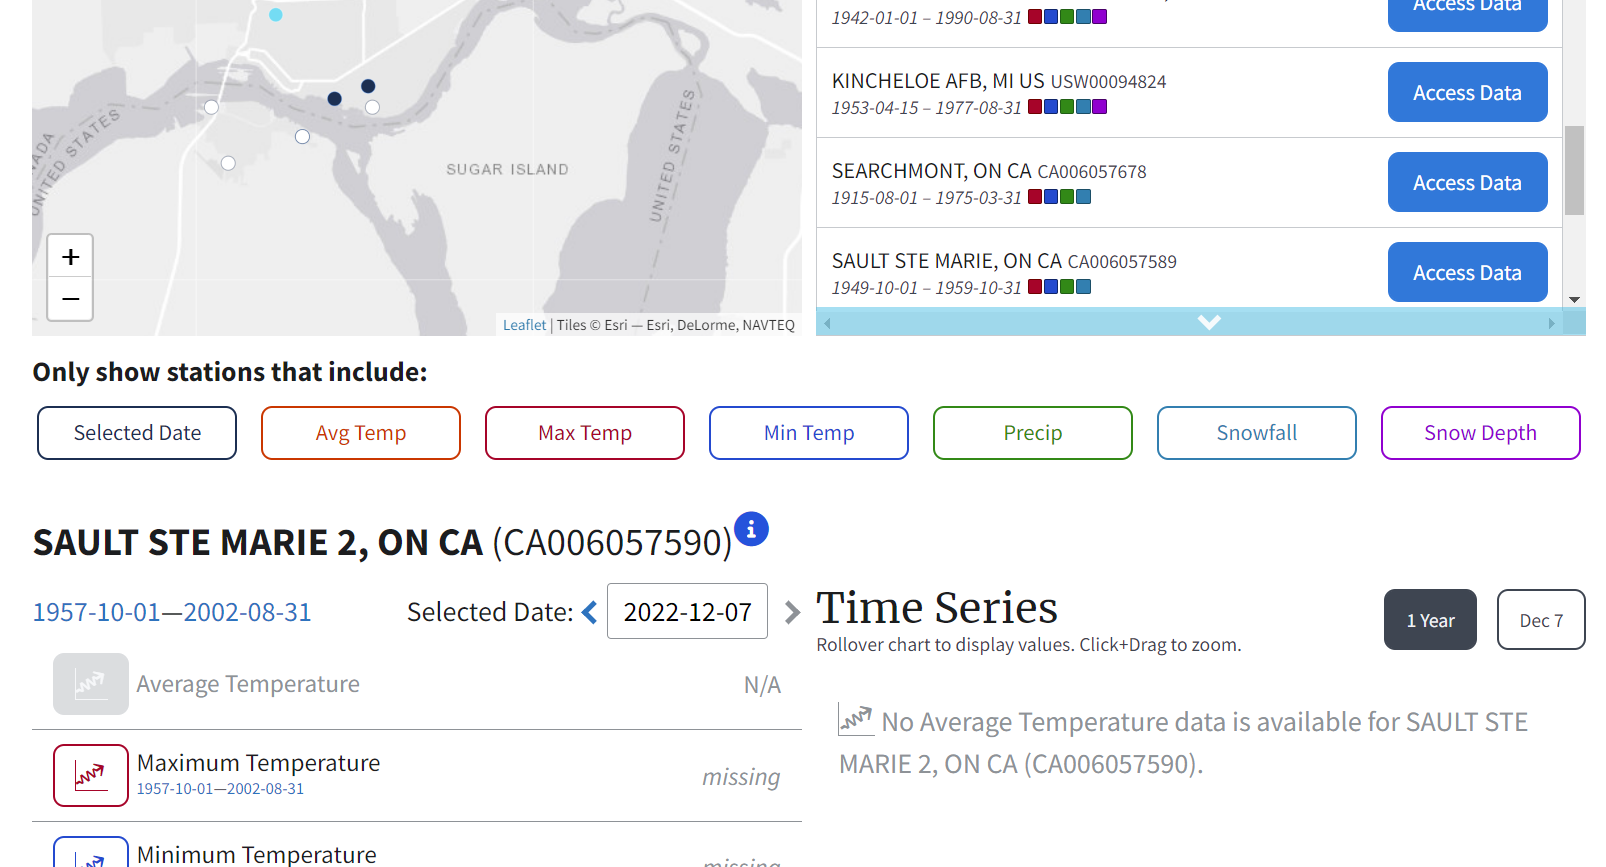 1942-01-01 – 1990-08-31
Access Data
KINCHELOE AFB, MI US USW00094824
1953-04-15 – 1977-08-31
Access Data
SEARCHMONT, ON CA CA006057678
1915-08-01 – 1975-03-31
Access Data
SAULT STE MARIE, ON CA CA006057589
1949-10-01 – 1959-10-31
Access Data
UNITED STATES
SUGAR ISLAND
UNITED STATES
+
−
Leaflet | Tiles © Esri — Esri, DeLorme, NAVTEQ
Only show stations that include:
Selected Date
Avg Temp
Max Temp
Min Temp
Precip
Snowfall
Snow Depth
SAULT STE MARIE 2, ON CA (CA006057590)
1957-10-01—2002-08-31
Selected Date:
2022-12-07
Average Temperature
N/A
Maximum Temperature
1957-10-01—2002-08-31
missing
Minimum Temperature
missing
Time Series
Rollover chart to display values. Click+Drag to zoom.
1 Year
Dec 7
No Average Temperature data is available for SAULT STE
MARIE 2, ON CA (CA006057590).